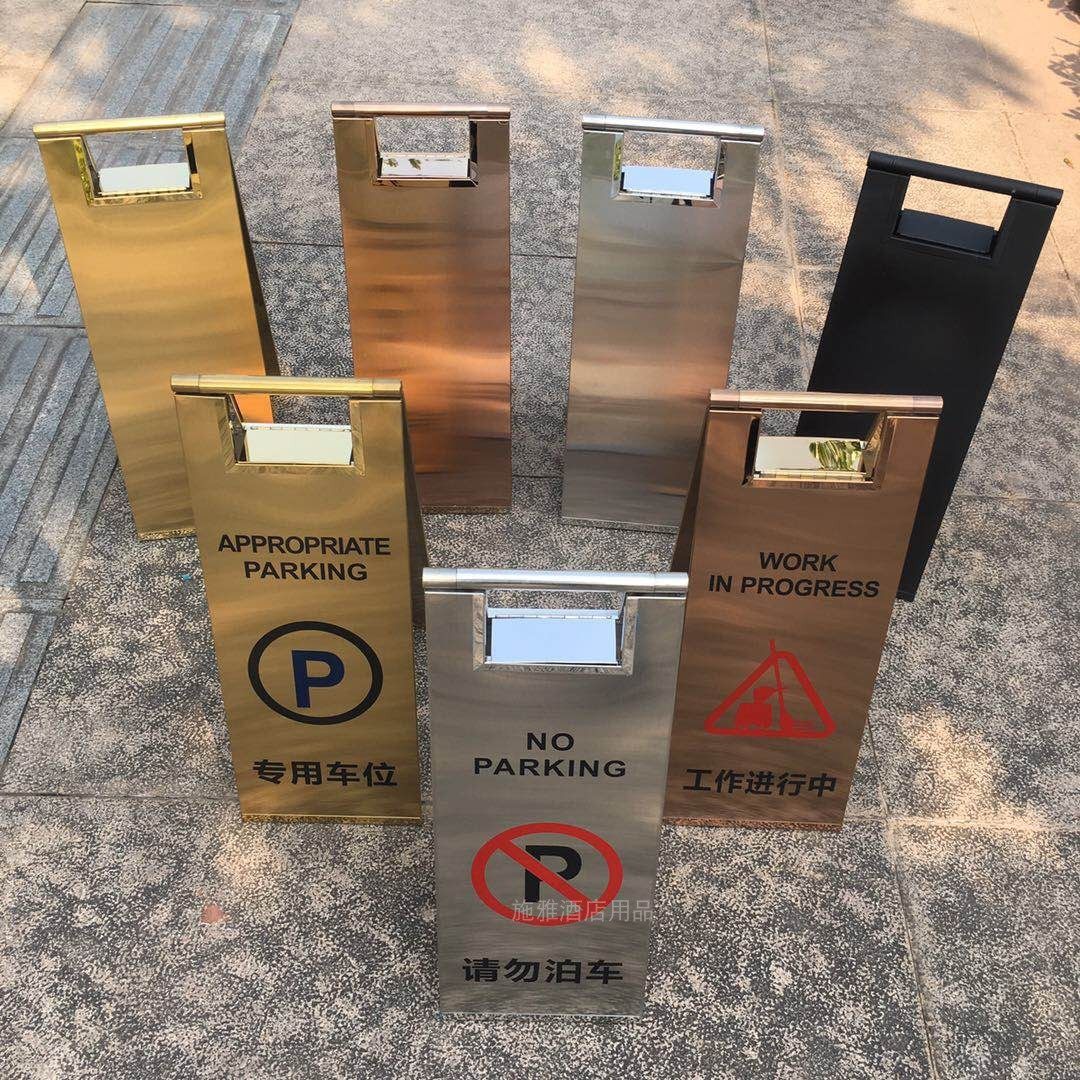 APPROPRIATE
PARKING
P
专用车位
NO
PARKING
P
施雅酒店用品
请勿泊车
WORK
IN PROGRESS
工作进行中